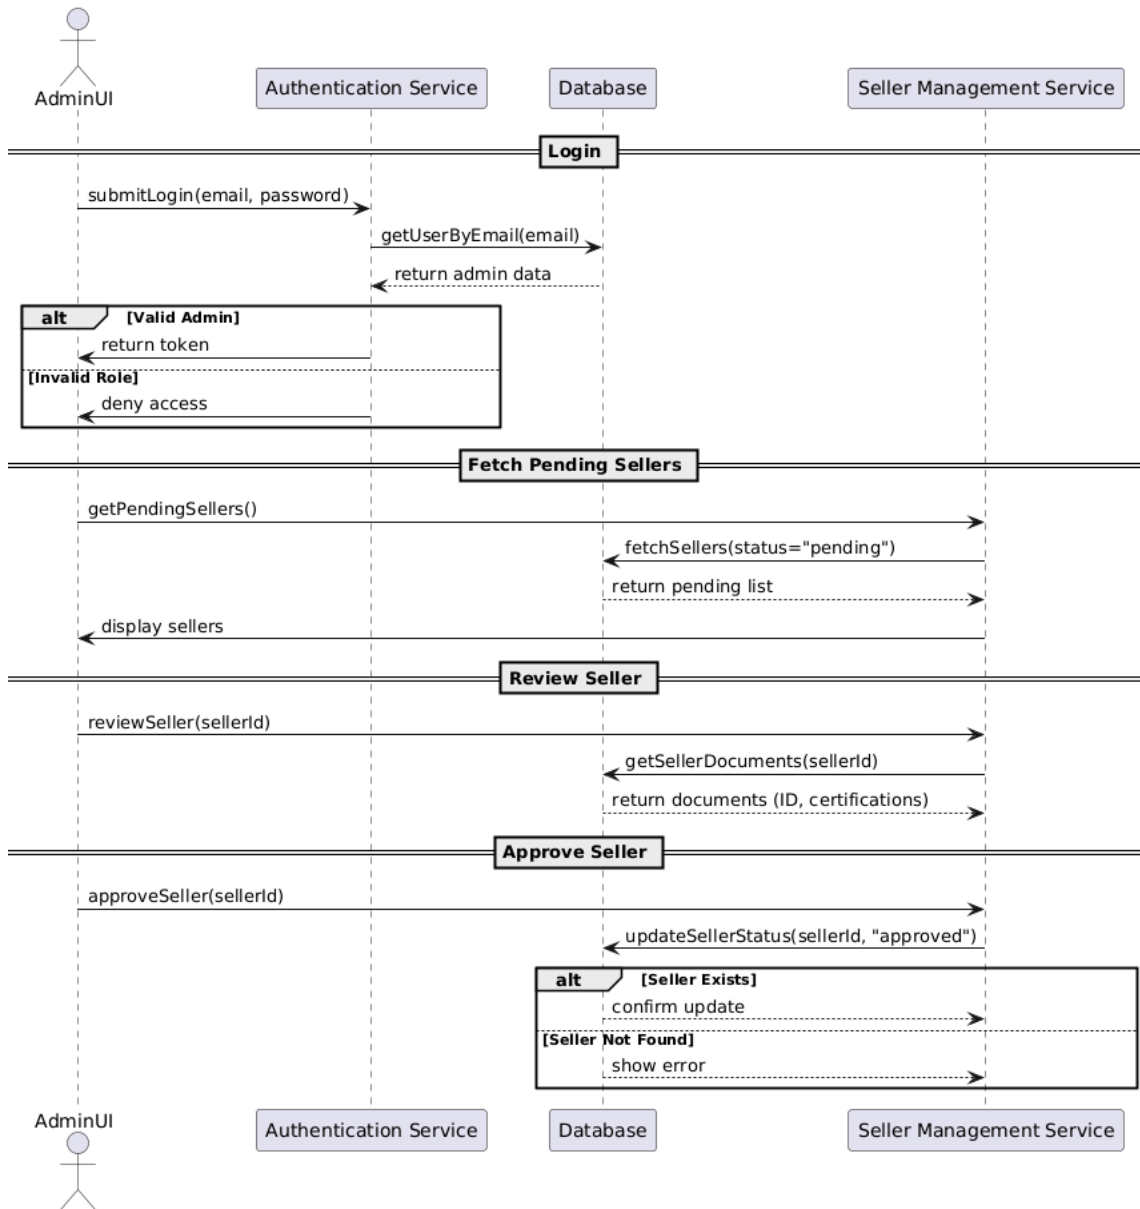 AdminUI
Authentication Service
Database
Seller Management Service
Login
submitLogin(email, password)
getUserByEmail(email)
return admin data
alt [Valid Admin]
return token
[Invalid Role]
deny access
Fetch Pending Sellers
getPendingSellers()
fetchSellers(status="pending")
return pending list
display sellers
Review Seller
reviewSeller(sellerId)
getSellerDocuments(sellerId)
return documents (ID, certifications)
Approve Seller
approveSeller(sellerId)
updateSellerStatus(sellerId, "approved")
alt [Seller Exists]
confirm update
[Seller Not Found]
show error
AdminUI
Authentication Service
Database
Seller Management Service